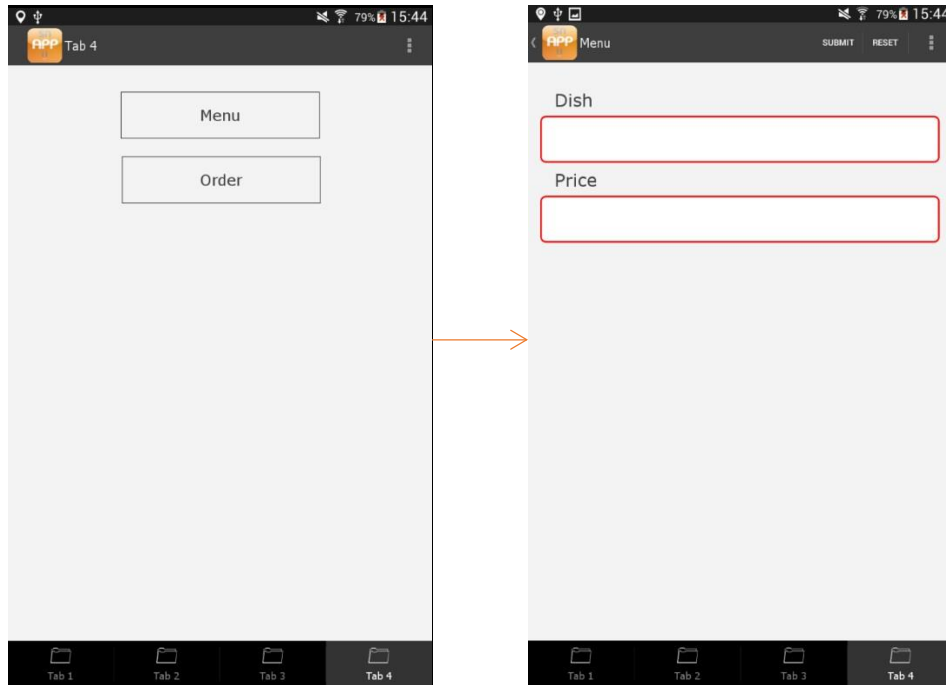 79% 15:44
APP Tab 4
Menu
Order
Tab 1 Tab 2 Tab 3 Tab 4
79% 15:44
APP Menu SUBMIT RESET
Dish
Price
Tab 1 Tab 2 Tab 3 Tab 4